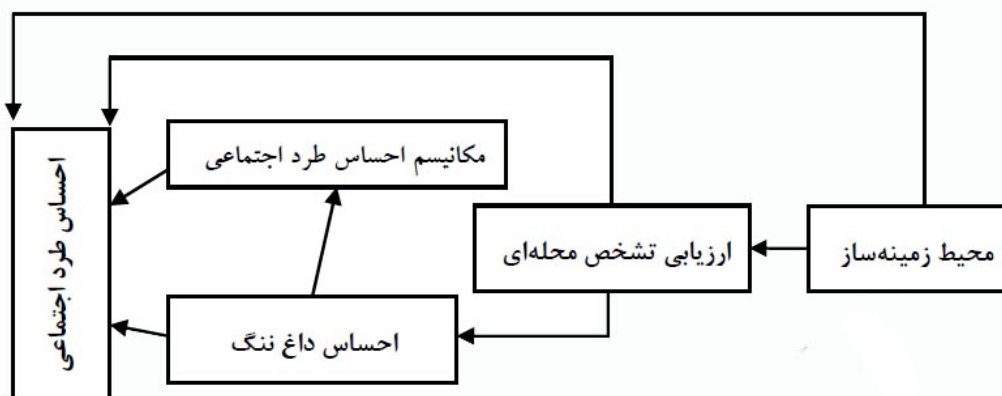 محیط زمینه‌ساز
ارزیابی تشخص محله‌ای
مکانیسم احساس طرد اجتماعی
احساس داغ ننگ
احساس طرد اجتماعی